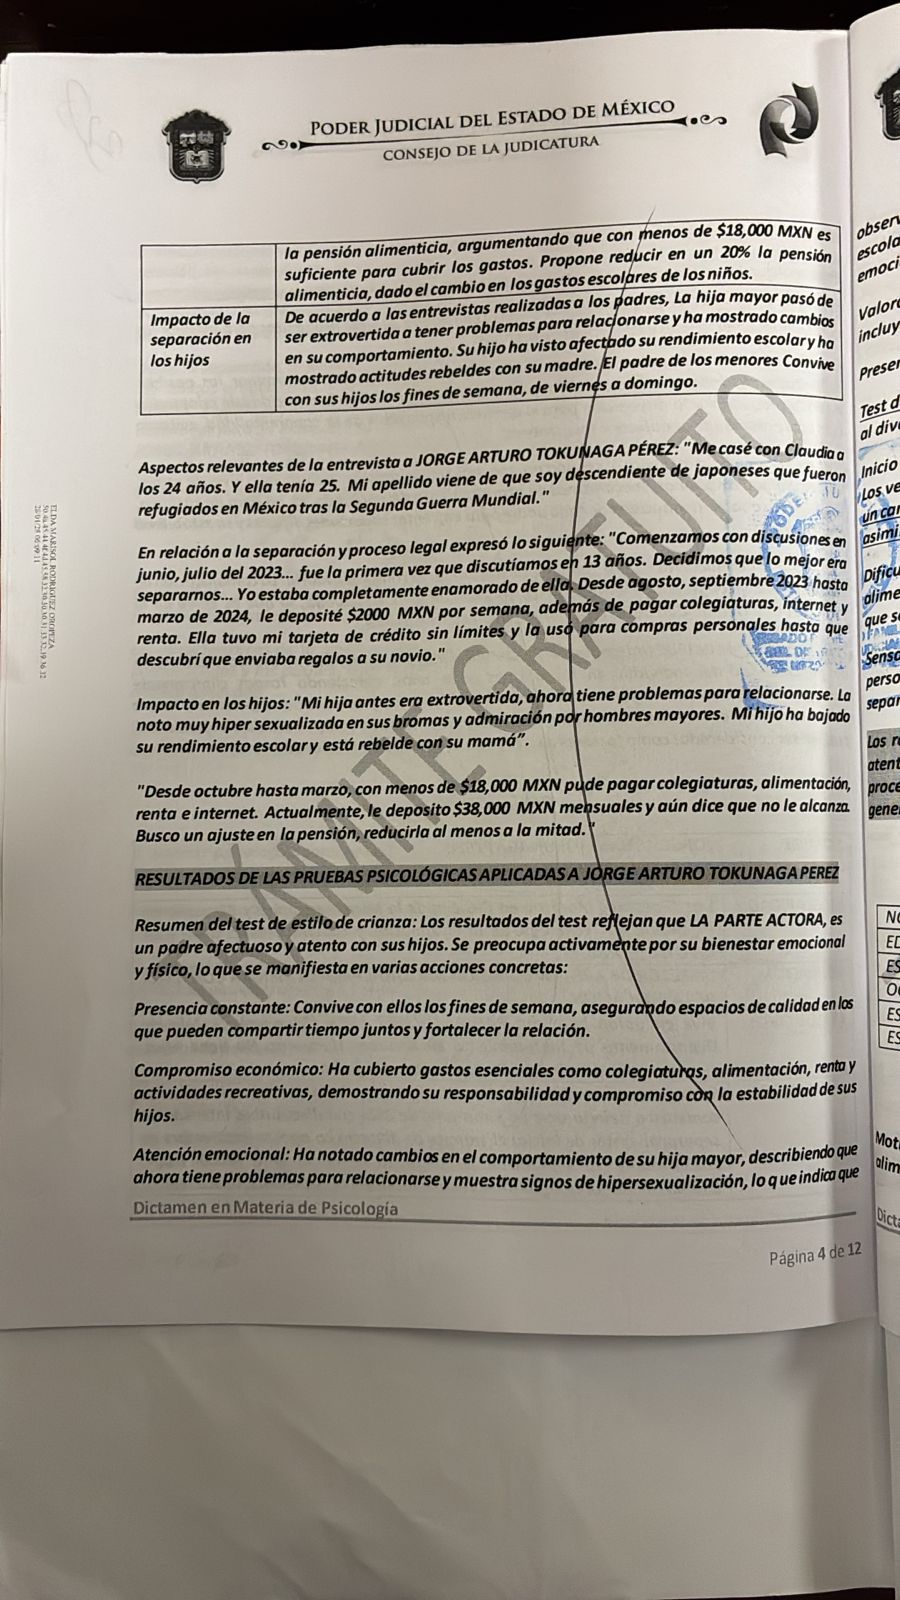 PODER JUDICIAL DEL ESTADO DE MÉXICO
CONSEJO DE LA JUDICATURA
la pensión alimenticia, argumentando que con menos de $18,000 MXN es
suficiente para cubrir los gastos. Propone reducir en un 20% la pensión
alimenticia, dado el cambio en los gastos escolares de los niños.
Impacto de la
separación en
los hijos
De acuerdo a las entrevistas realizadas a los padres, La hija mayor pasó de
ser extrovertida a tener problemas para relacionarse y ha mostrado cambios
en su comportamiento. Su hijo ha visto afectado su rendimiento escolar y ha
mostrado actitudes rebeldes con su madre. El padre de los menores Convive
con sus hijos los fines de semana, de viernes a domingo.
Aspectos relevantes de la entrevista a JORGE ARTURO TOKUNAGA PÉREZ: "Me casé con Claudia a
los 24 años. Y ella tenía 25. Mi apellido viene de que soy descendiente de japoneses que fueron
refugiados en México tras la Segunda Guerra Mundial."
En relación a la separación y proceso legal expresó lo siguiente: "Comenzamos con discusiones en
junio, julio del 2023... fue la primera vez que discutíamos en 13 años. Decidimos que lo mejor era
separarnos... Yo estaba completamente enamorado de ella. Desde agosto, septiembre 2023 hasta
marzo de 2024, le deposité $2000 MXN por semana, además de pagar colegiaturas, internet y
renta. Ella tuvo mi tarjeta de crédito sin límites y la usó para compras personales hasta que
descubrí que enviaba regalos a su novio."
Impacto en los hijos: "Mi hija antes era extrovertida, ahora tiene problemas para relacionarse. La
noto muy hiper sexualizada en sus bromas y admiración por hombres mayores. Mi hijo ha bajado
su rendimiento escolar y está rebelde con su mamá”.
"Desde octubre hasta marzo, con menos de $18,000 MXN pude pagar colegiaturas, alimentación,
renta e internet. Actualmente, le deposito $38,000 MXN mensuales y aún dice que no le alcanza.
Busco un ajuste en la pensión, reducirla al menos a la mitad."
RESULTADOS DE LAS PRUEBAS PSICOLÓGICAS APLICADAS A JORGE ARTURO TOKUNAGA PEREZ
Resumen del test de estilo de crianza: Los resultados del test reflejan que LA PARTE ACTORA, es
un padre afectuoso y atento con sus hijos. Se preocupa activamente por su bienestar emocional
y físico, lo que se manifiesta en varias acciones concretas:
Presencia constante: Convive con ellos los fines de semana, asegurando espacios de calidad en los
que pueden compartir tiempo juntos y fortalecer la relación.
Compromiso económico: Ha cubierto gastos esenciales como colegiaturas, alimentación, renta y
actividades recreativas, demostrando su responsabilidad y compromiso con la estabilidad de sus
hijos.
Atención emocional: Ha notado cambios en el comportamiento de su hija mayor, describiendo que
ahora tiene problemas para relacionarse y muestra signos de hipersexualización, lo que indica que
Dictamen en Materia de Psicología
Página 4 de 12
TRÁMITE GRATUITO
ELDA MARISOL RODRIGUEZ OROPEZA